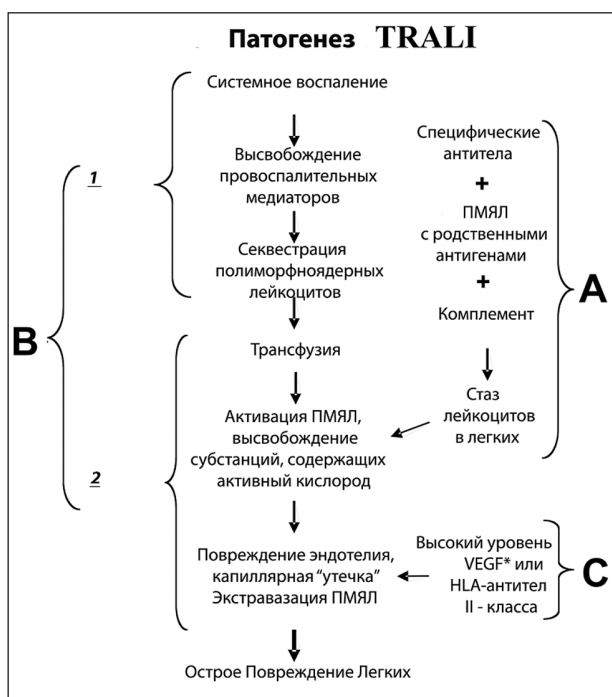 Патогенез TRALI
Системное воспаление
1
Высвобождение
провоспалительных
медиаторов
Секвестрация
полиморфноядерных
лейкоцитов
B
Трансфузия
Активация ПМЯЛ,
высвобождение
субстанций, содержащих
активный кислород
2
Повреждение эндотелия,
капиллярная "утечка"
Экстравазация ПМЯЛ
Острое Повреждение Легких
Специфические
антитела
+
ПМЯЛ
с родственными
антигенами
+
Комплемент
A
Стаз
лейкоцитов
в легких
Высокий уровень
VEGF* или
HLA-антител
II - класса
C